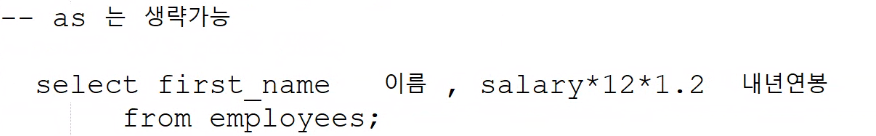 -- as 는 생략가능
select first_name 이름 , salary*12*1.2 내년연봉
from employees;